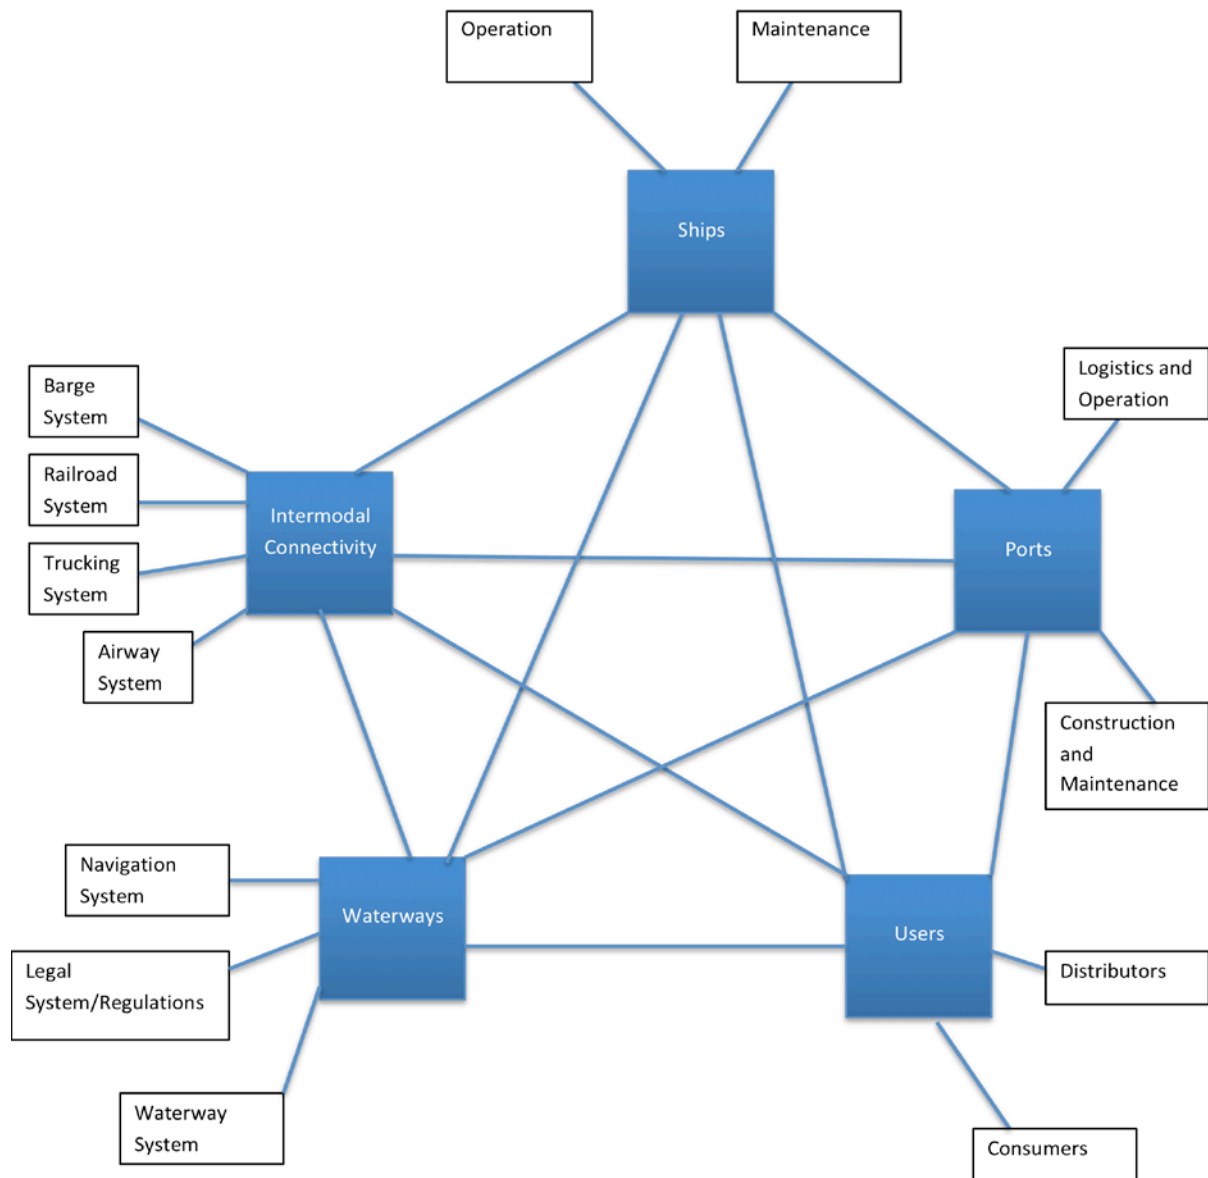 Operation
Maintenance
Ships
Logistics and
Operation
Barge
System
Railroad
System
Intermodal
Connectivity
Ports
Trucking
System
Airway
System
Construction
and
Maintenance
Navigation
System
Waterways
Users
Legal
System/Regulations
Distributors
Waterway
System
Consumers